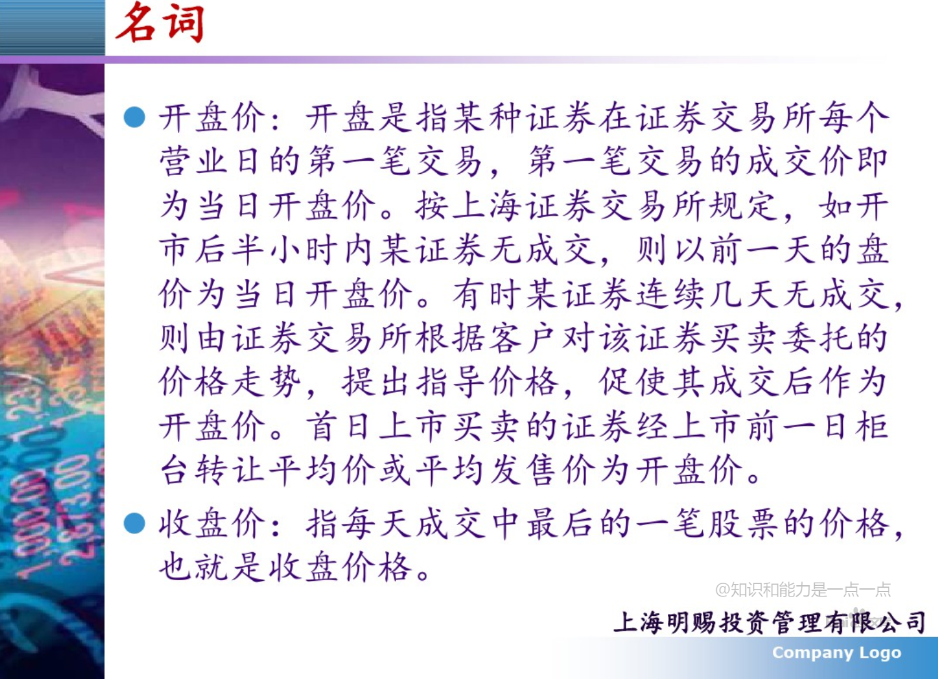 名词
开盘价：开盘是指某种证券在证券交易所每个
营业日的第一笔交易，第一笔交易的成交价即
为当日开盘价。按上海证券交易所规定，如开
市后半小时内某证券无成交，则以前一天的盘
价为当日开盘价。有时某证券连续几天无成交，
则由证券交易所根据客户对该证券买卖委托的
价格走势，提出指导价格，促使其成交后作为
开盘价。首日上市买卖的证券经上市前一日柜
台转让平均价或平均发售价为开盘价。
收盘价：指每天成交中最后的一笔股票的价格，
也就是收盘价格。
@知识和能力是一点一点
上海明赐投资管理有限公司
Company Logo